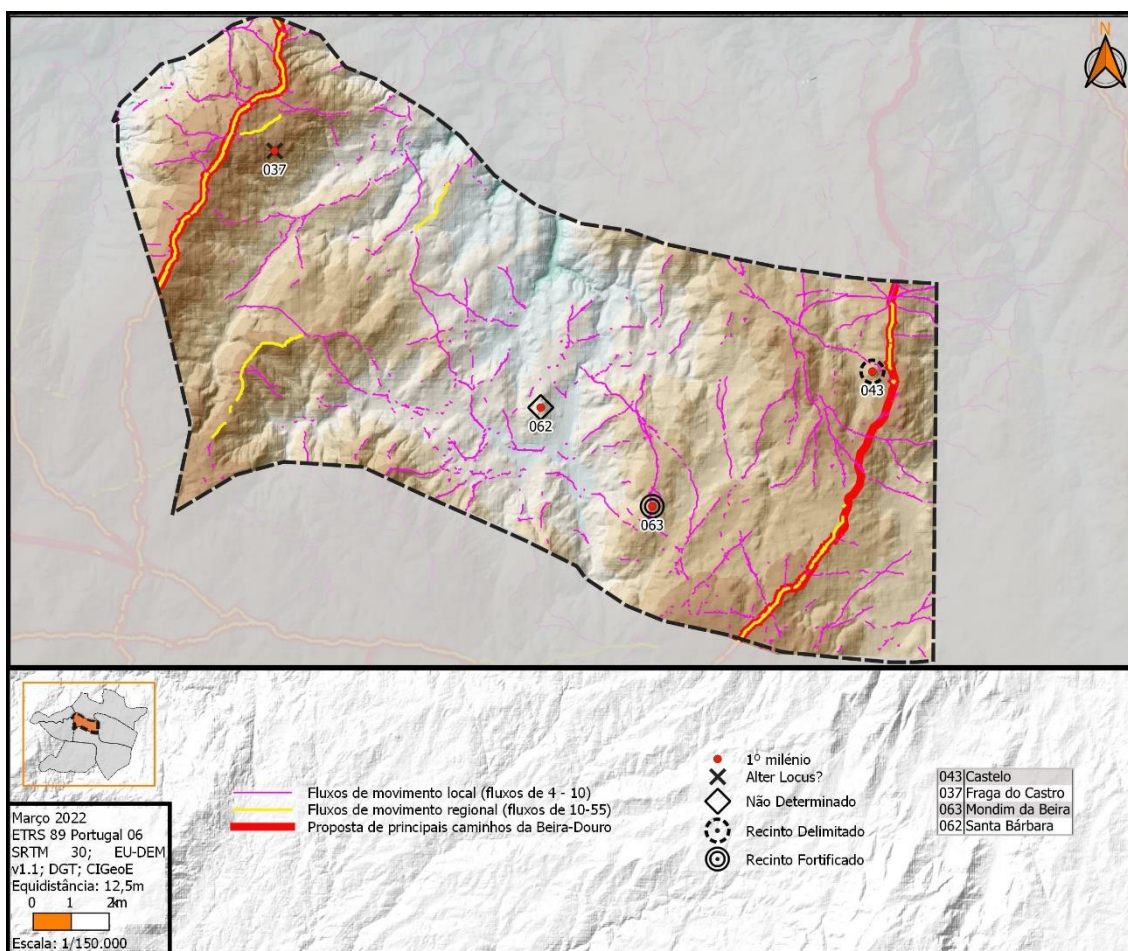 N
037
043
062
063
Fluxos de movimento local (fluxos de 4 - 10)
Fluxos de movimento regional (fluxos de 10-55)
Proposta de principais caminhos da Beira-Douro
1º milénio
Alter Locus?
Não Determinado
Recinto Delimitado
Recinto Fortificado
043 Castelo
037 Fraga do Castro
063 Mondim da Beira
062 Santa Bárbara
Março 2022
ETRS 89 Portugal 06
SRTM 30; EU-DEM
v1.1; DGT; CIGeoE
Equidistância: 12,5m
0 1 2km
Escala: 1/150.000